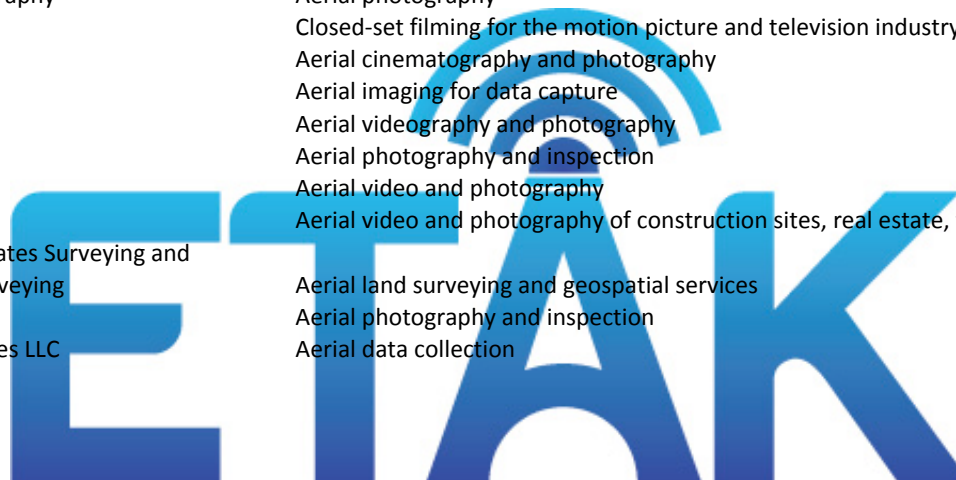 raphy Aerial photography
Closed-set filming for the motion picture and television industry
Aerial cinematography and photography
Aerial imaging for data capture
Aerial videography and photography
Aerial photography and inspection
Aerial video and photography
Aerial video and photography of construction sites, real estate,
ates Surveying and
veying Aerial land surveying and geospatial services
Aerial photography and inspection
es LLC Aerial data collection
ETAK